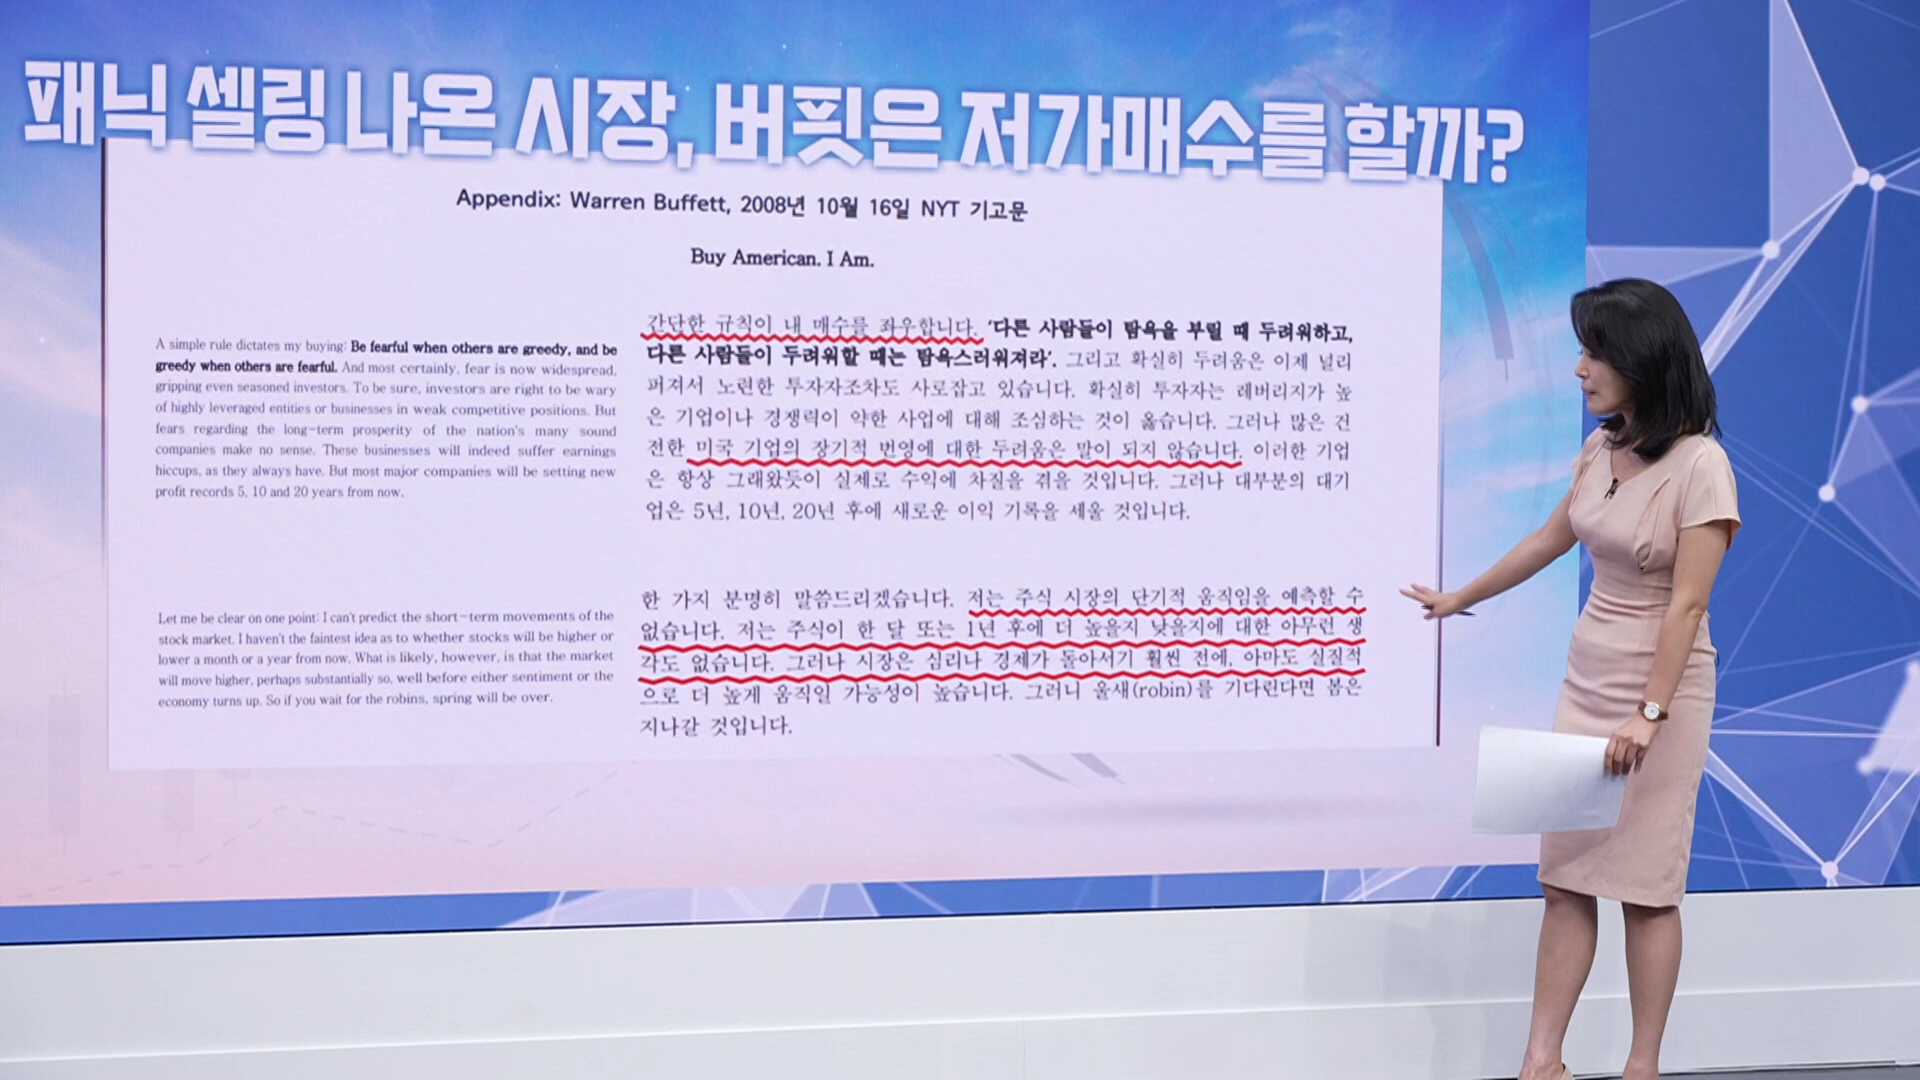 패닉 셀링 나온 시장, 버핏은 저가매수를 할까?
Appendix: Warren Buffett, 2008년 10월 16일 NYT 기고문
Buy American. I Am.
A simple rule dictates my buying: Be fearful when others are greedy, and be
greedy when others are fearful. And most certainly, fear is now widespread,
gripping even seasoned investors. To be sure, investors are right to be wary
of highly leveraged entities or businesses in weak competitive positions. But
fears regarding the long-term prosperity of the nation's many sound
companies make no sense. These businesses will indeed suffer earnings
hiccups, as they always have. But most major companies will be setting new
profit records 5, 10 and 20 years from now.
간단한 규칙이 내 매수를 좌우합니다. '다른 사람들이 탐욕을 부릴 때 두려워하고,
다른 사람들이 두려워할 때는 탐욕스러워져라'. 그리고 확실히 두려움은 이제 널리
퍼져서 노련한 투자자조차도 사로잡고 있습니다. 확실히 투자자는 레버리지가 높
은 기업이나 경쟁력이 약한 사업에 대해 조심하는 것이 옳습니다. 그러나 많은 건
전한 미국 기업의 장기적 번영에 대한 두려움은 말이 되지 않습니다. 이러한 기업
은 항상 그래왔듯이 실제로 수익에 차질을 겪을 것입니다. 그러나 대부분의 대기
업은 5년, 10년, 20년 후에 새로운 이익 기록을 세울 것입니다.
Let me be clear on one point: I can't predict the short-term movements of the
stock market. I haven't the faintest idea as to whether stocks will be higher or
lower a month or a year from now. What is likely, however, is that the market
will move higher, perhaps substantially so, well before either sentiment or the
economy turns up. So if you wait for the robins, spring will be over.
한 가지 분명히 말씀드리겠습니다. 저는 주식 시장의 단기적 움직임을 예측할 수
없습니다. 저는 주식이 한 달 또는 1년 후에 더 높을지 낮을지에 대한 아무런 생
각도 없습니다. 그러나 시장은 심리나 경제가 돌아서기 훨씬 전에, 아마도 실질적
으로 더 높게 움직일 가능성이 높습니다. 그러니 울새(robin)를 기다린다면 봄은
지나갈 것입니다.